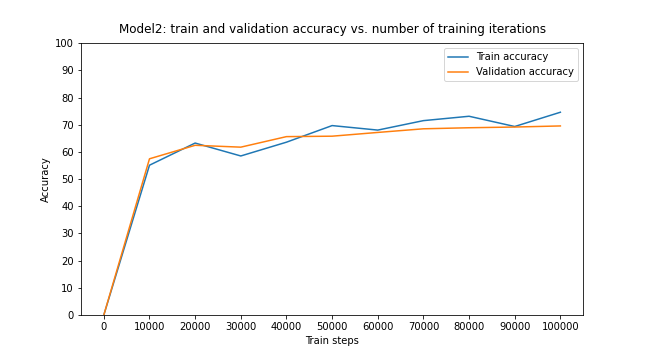 Model2: train and validation accuracy vs. number of training iterations
Train accuracy
Validation accuracy
100
90
80
70
60
50
40
30
20
10
0
Accuracy
0 10000 20000 30000 40000 50000 60000 70000 80000 90000 100000
Train steps